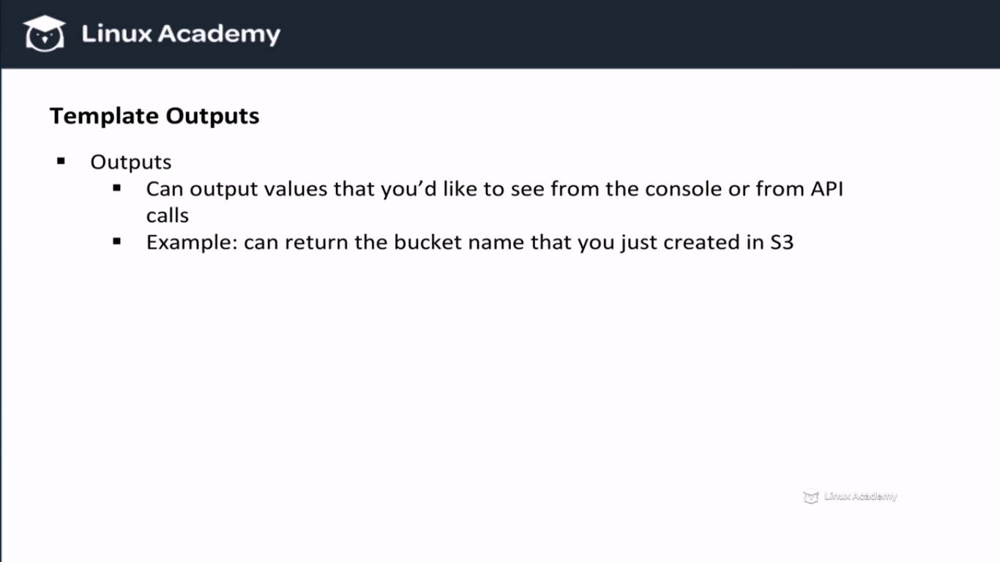 Linux Academy
Template Outputs
▪ Outputs
▪ Can output values that you’d like to see from the console or from API
calls
▪ Example: can return the bucket name that you just created in S3
Linux Academy